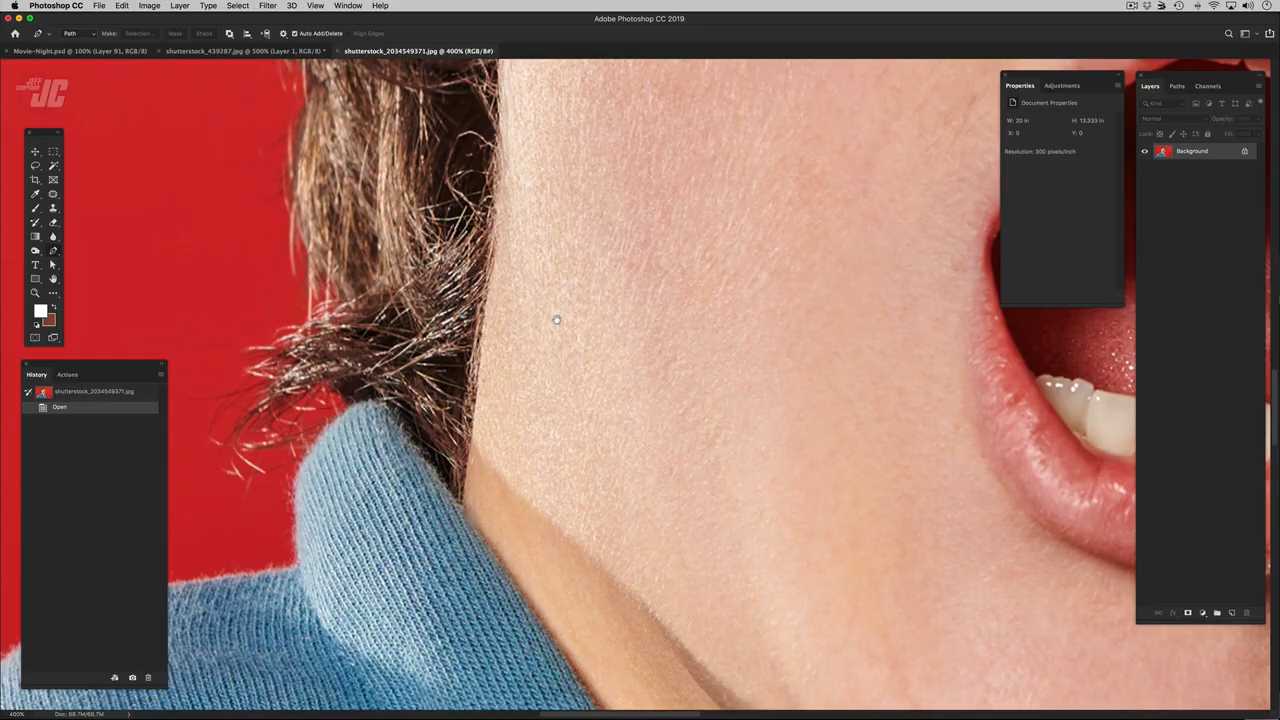 Photoshop CC File Edit Image Layer Type Select Filter 3D View Window Help
Adobe Photoshop CC 2019
Path Make: Selection... Mask Shape Auto Add/Delete Align Edges
Movie-Night.psd @ 100% (Layer 91, RGB/8) shutterstock_439287.jpg @ 500% (Layer 1, RGB/8) * shutterstock_2034549371.jpg @ 400% (RGB/8#)
JEFF
JC
Properties Adjustments
Document Properties
W: 20 in H: 13.333 in
X: 0 Y: 0
Resolution: 300 pixels/inch
Layers Paths Channels
Kind
Normal Opacity:
Lock: Fill:
Background
History Actions
shutterstock_2034549371.jpg
Open
400% Doc: 68.7M/68.7M